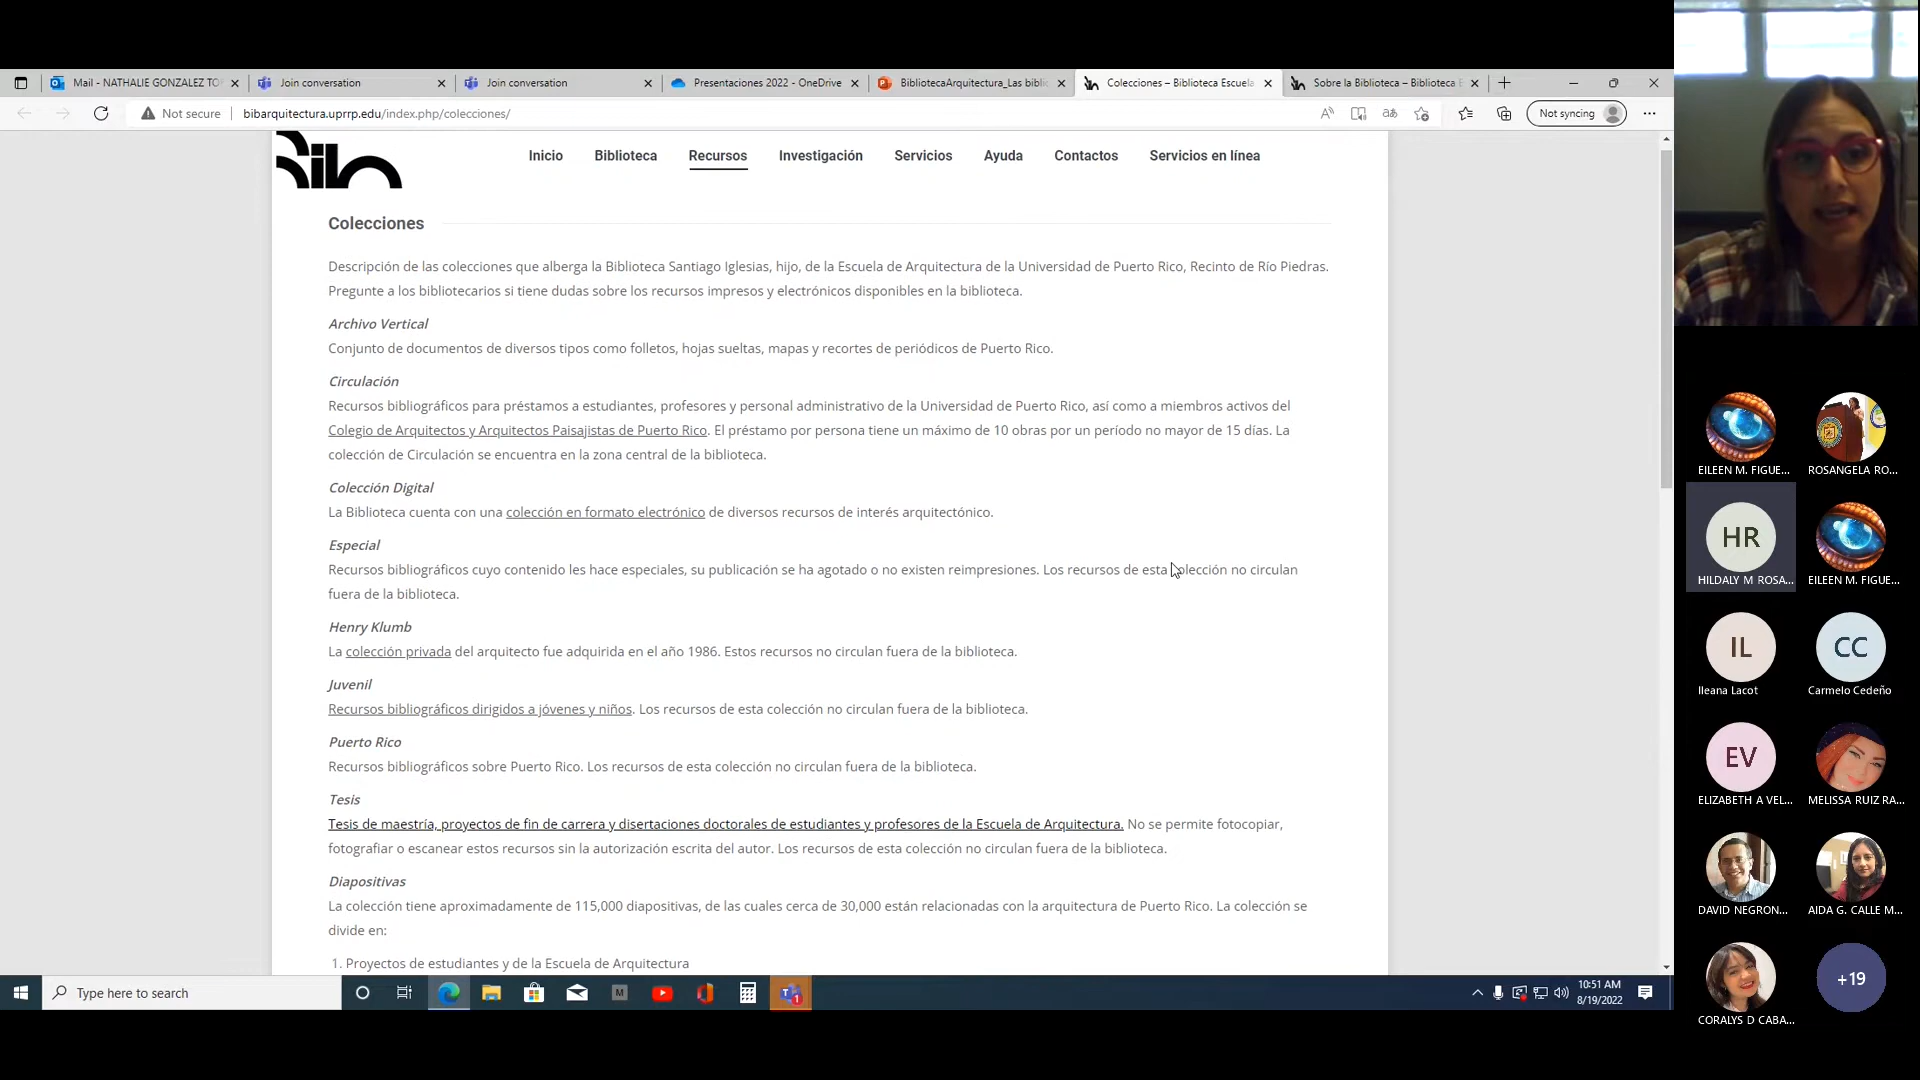 Mail - NATHALIE GONZALEZ TO
Join conversation
Join conversation
Presentaciones 2022 - OneDrive
BibliotecaArquitectura_Las bibli
Colecciones – Biblioteca Escuela
Sobre la Biblioteca – Biblioteca E
Not secure
bibarquitectura.uprrp.edu/index.php/colecciones/
Not syncing
Inicio Biblioteca Recursos Investigación Servicios Ayuda Contactos Servicios en línea
Colecciones
Descripción de las colecciones que alberga la Biblioteca Santiago Iglesias, hijo, de la Escuela de Arquitectura de la Universidad de Puerto Rico, Recinto de Río Piedras.
Pregunte a los bibliotecarios si tiene dudas sobre los recursos impresos y electrónicos disponibles en la biblioteca.
Archivo Vertical
Conjunto de documentos de diversos tipos como folletos, hojas sueltas, mapas y recortes de periódicos de Puerto Rico.
Circulación
Recursos bibliográficos para préstamos a estudiantes, profesores y personal administrativo de la Universidad de Puerto Rico, así como a miembros activos del
Colegio de Arquitectos y Arquitectos Paisajistas de Puerto Rico. El préstamo por persona tiene un máximo de 10 obras por un período no mayor de 15 días. La
colección de Circulación se encuentra en la zona central de la biblioteca.
Colección Digital
La Biblioteca cuenta con una colección en formato electrónico de diversos recursos de interés arquitectónico.
Especial
Recursos bibliográficos cuyo contenido les hace especiales, su publicación se ha agotado o no existen reimpresiones. Los recursos de esta colección no circulan
fuera de la biblioteca.
Henry Klumb
La colección privada del arquitecto fue adquirida en el año 1986. Estos recursos no circulan fuera de la biblioteca.
Juvenil
Recursos bibliográficos dirigidos a jóvenes y niños. Los recursos de esta colección no circulan fuera de la biblioteca.
Puerto Rico
Recursos bibliográficos sobre Puerto Rico. Los recursos de esta colección no circulan fuera de la biblioteca.
Tesis
Tesis de maestría, proyectos de fin de carrera y disertaciones doctorales de estudiantes y profesores de la Escuela de Arquitectura. No se permite fotocopiar,
fotografiar o escanear estos recursos sin la autorización escrita del autor. Los recursos de esta colección no circulan fuera de la biblioteca.
Diapositivas
La colección tiene aproximadamente de 115,000 diapositivas, de las cuales cerca de 30,000 están relacionadas con la arquitectura de Puerto Rico. La colección se
divide en:
1. Proyectos de estudiantes y de la Escuela de Arquitectura
Type here to search
10:51 AM
8/19/2022
EILEEN M. FIGUE...
ROSANGELA RO...
HR
HILDALY M ROSA...
EILEEN M. FIGUE...
IL
Ileana Lacot
CC
Carmelo Cedeño
EV
ELIZABETH A VEL...
MELISSA RUIZ RA...
DAVID NEGRON...
AIDA G. CALLE M...
CORALYS D CABA...
+19